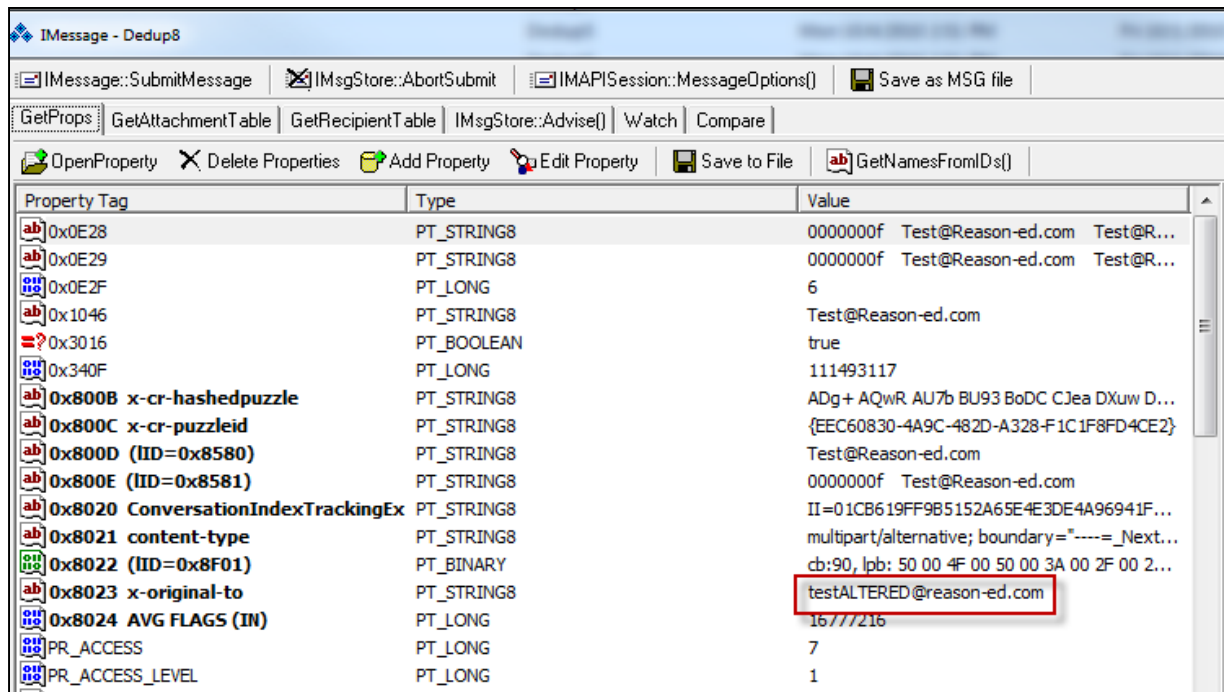 IMessage - Dedup8
IMessage::SubmitMessage IMsgStore::AbortSubmit IMAPISession::MessageOptions() Save as MSG file
GetProps GetAttachmentTable GetRecipientTable IMsgStore::Advise() Watch Compare
OpenProperty Delete Properties Add Property Edit Property Save to File GetNamesFromIDs()
Property Tag Type Value
0x0E28 PT_STRING8 0000000f Test@Reason-ed.com Test@R...
0x0E29 PT_STRING8 0000000f Test@Reason-ed.com Test@R...
0x0E2F PT_LONG 6
0x1046 PT_STRING8 Test@Reason-ed.com
0x3016 PT_BOOLEAN true
0x340F PT_LONG 111493117
0x800B x-cr-hashedpuzzle PT_STRING8 ADg+ AQwR AU7b BU93 BoDC CJea DXuw D...
0x800C x-cr-puzzleid PT_STRING8 {EEC60830-4A9C-482D-A328-F1C1F8FD4CE2}
0x800D (lID=0x8580) PT_STRING8 Test@Reason-ed.com
0x800E (lID=0x8581) PT_STRING8 0000000f Test@Reason-ed.com
0x8020 ConversationIndexTrackingEx PT_STRING8 II=01CB619FF9B5152A65E4E3DE4A96941F...
0x8021 content-type PT_STRING8 multipart/alternative; boundary="----=_Next...
0x8022 (lID=0x8F01) PT_BINARY cb:90, lpb: 50 00 4F 00 50 00 3A 00 2F 00 2...
0x8023 x-original-to PT_STRING8 testALTERED@reason-ed.com
0x8024 AVG FLAGS (IN) PT_LONG 16777216
PR_ACCESS PT_LONG 7
PR_ACCESS_LEVEL PT_LONG 1